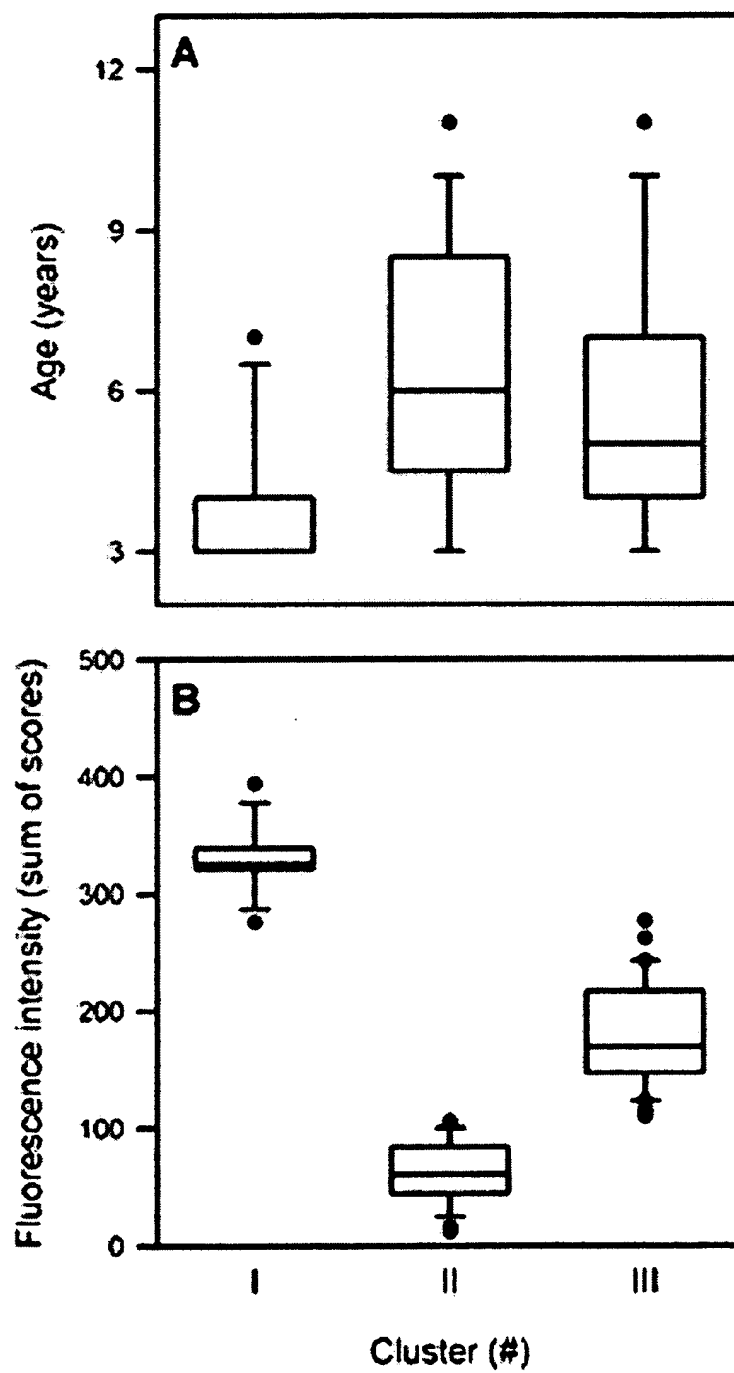 A
12
9
6
3
Age (years)
B
500
400
300
200
100
0
Fluorescence intensity (sum of scores)
I
II
III
Cluster (#)